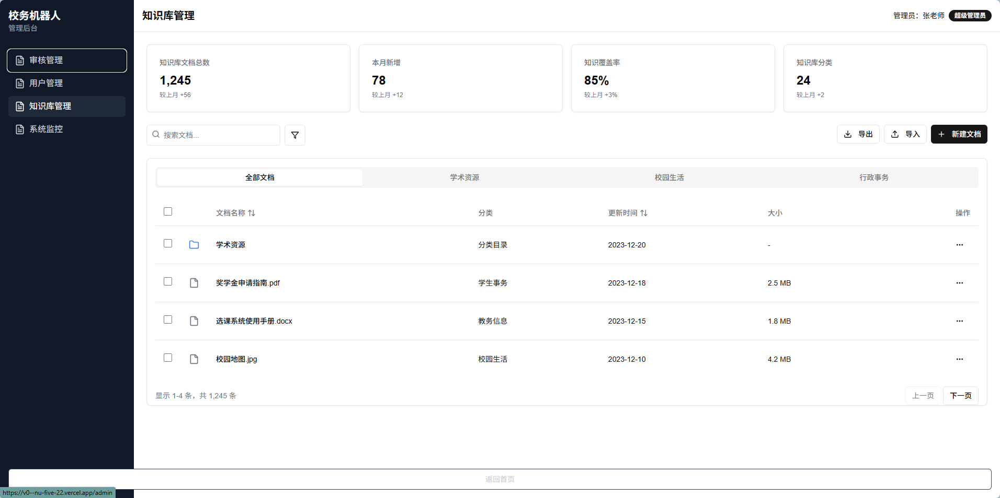 校务机器人
管理后台
审核管理
用户管理
知识库管理
系统监控
知识库管理
管理员：张老师 超级管理员
知识库文档总数
1,245
较上月 +56
本月新增
78
较上月 +12
知识覆盖率
85%
较上月 +3%
知识库分类
24
较上月 +2
搜索文档...
导出 导入 新建文档
全部文档 学术资源 校园生活 行政事务
文档名称 分类 更新时间 大小 操作
学术资源 分类目录 2023-12-20 -
奖学金申请指南.pdf 学生事务 2023-12-18 2.5 MB
选课系统使用手册.docx 教务信息 2023-12-15 1.8 MB
校园地图.jpg 校园生活 2023-12-10 4.2 MB
显示 1-4 条，共 1,245 条 上一页 下一页
返回首页
https://v0--nu-five-22.vercel.app/admin